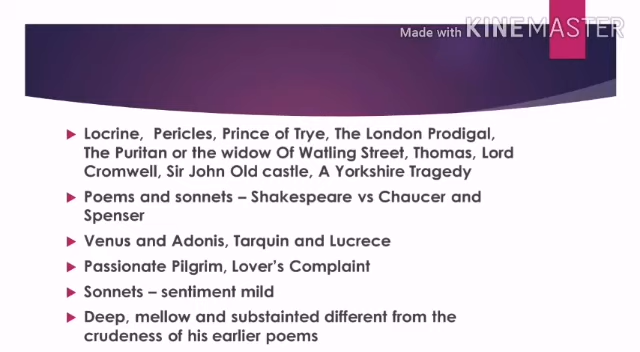 Made with KINEMASTER
Locrine, Pericles, Prince of Trye, The London Prodigal,
The Puritan or the widow Of Watling Street, Thomas, Lord
Cromwell, Sir John Old castle, A Yorkshire Tragedy
Poems and sonnets – Shakespeare vs Chaucer and
Spenser
Venus and Adonis, Tarquin and Lucrece
Passionate Pilgrim, Lover's Complaint
Sonnets – sentiment mild
Deep, mellow and substainted different from the
crudeness of his earlier poems